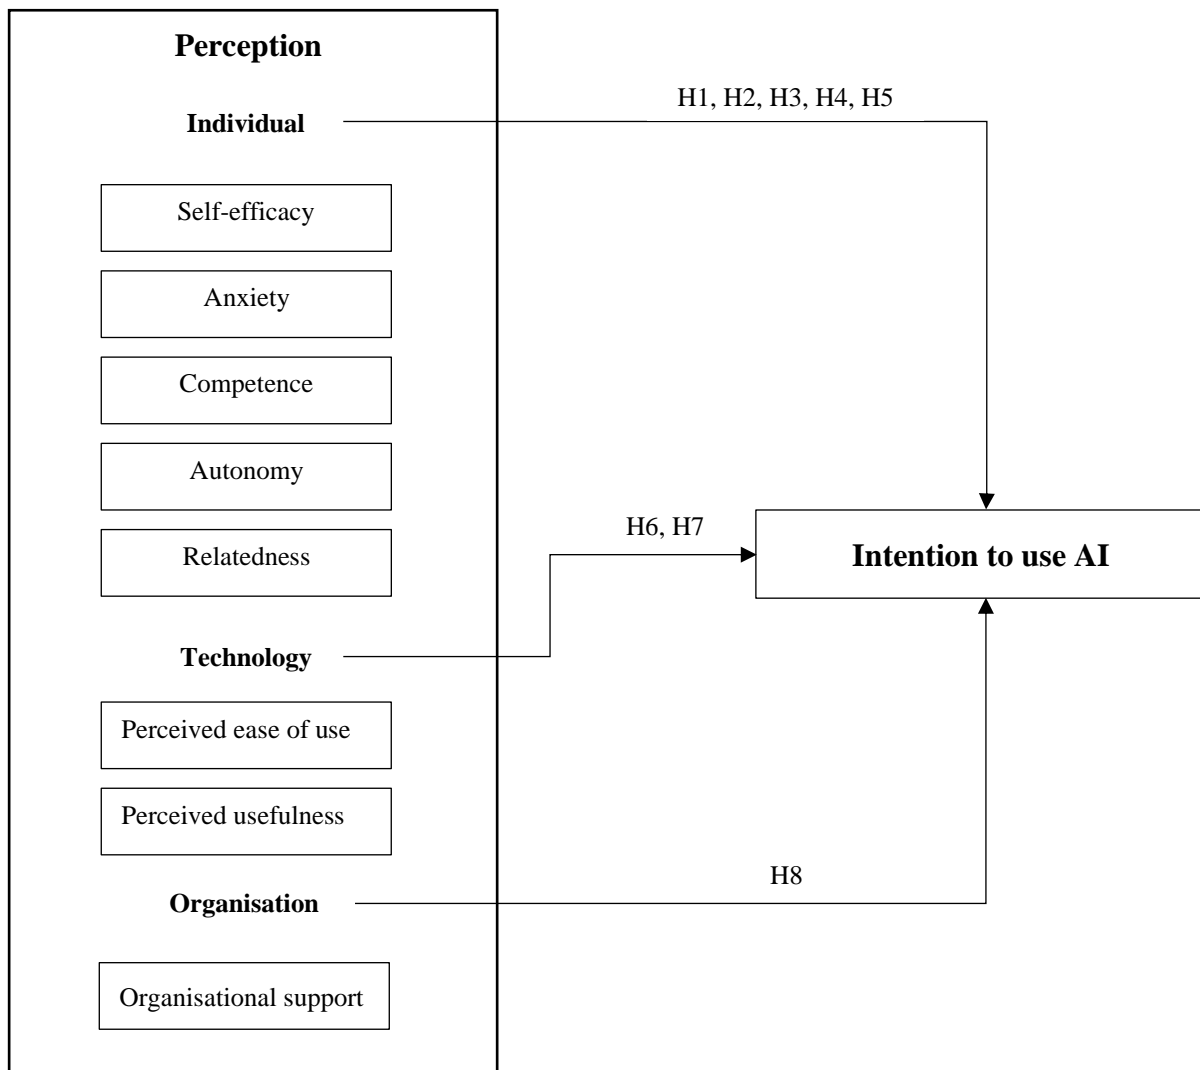 Perception
Individual
H1, H2, H3, H4, H5
Self-efficacy
Anxiety
Competence
Autonomy
Relatedness
H6, H7
Intention to use AI
Technology
Perceived ease of use
Perceived usefulness
H8
Organisation
Organisational support